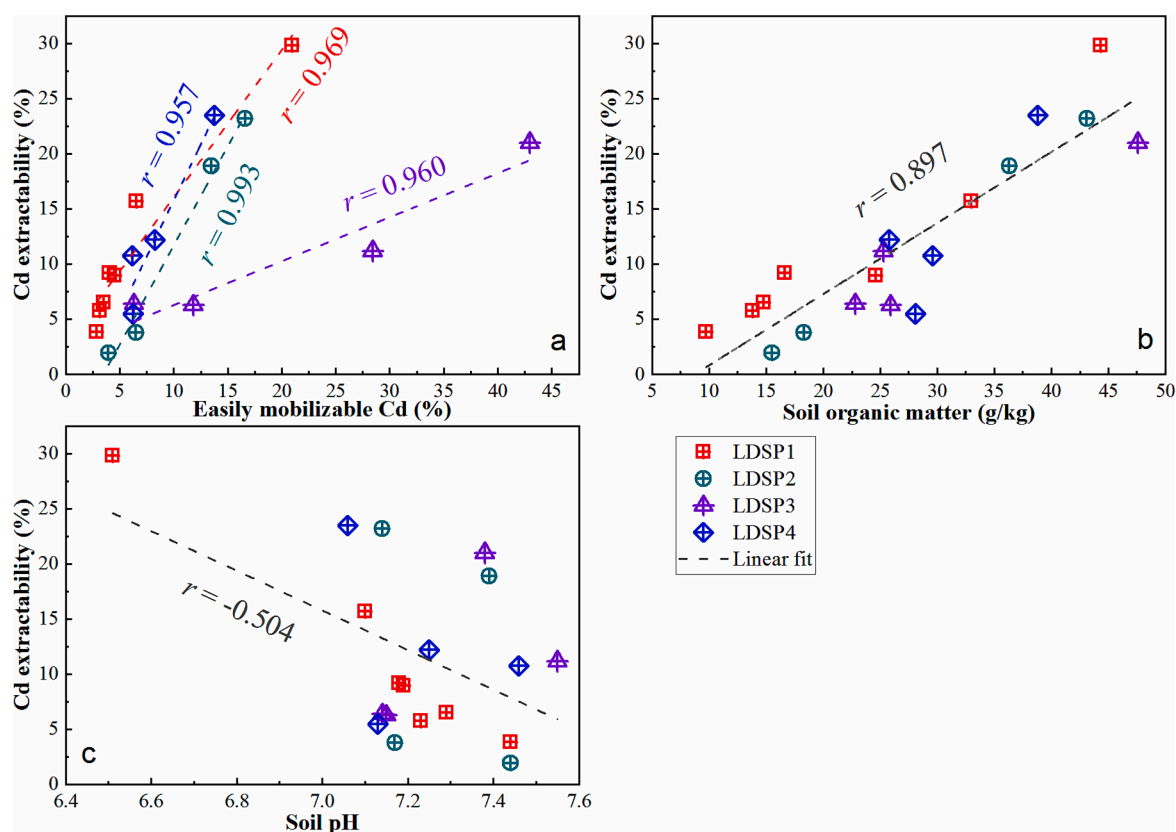 30
25
20
15
10
5
0
Cd extractability (%)
r = 0.957
r = 0.969
r = 0.993
r = 0.960
a
0 5 10 15 20 25 30 35 40 45
Easily mobilizable Cd (%)
30
25
20
15
10
5
0
Cd extractability (%)
r = 0.897
b
5 10 15 20 25 30 35 40 45 50
Soil organic matter (g/kg)
30
25
20
15
10
5
0
Cd extractability (%)
r = -0.504
c
6.4 6.6 6.8 7.0 7.2 7.4 7.6
Soil pH
LDSP1
LDSP2
LDSP3
LDSP4
Linear fit